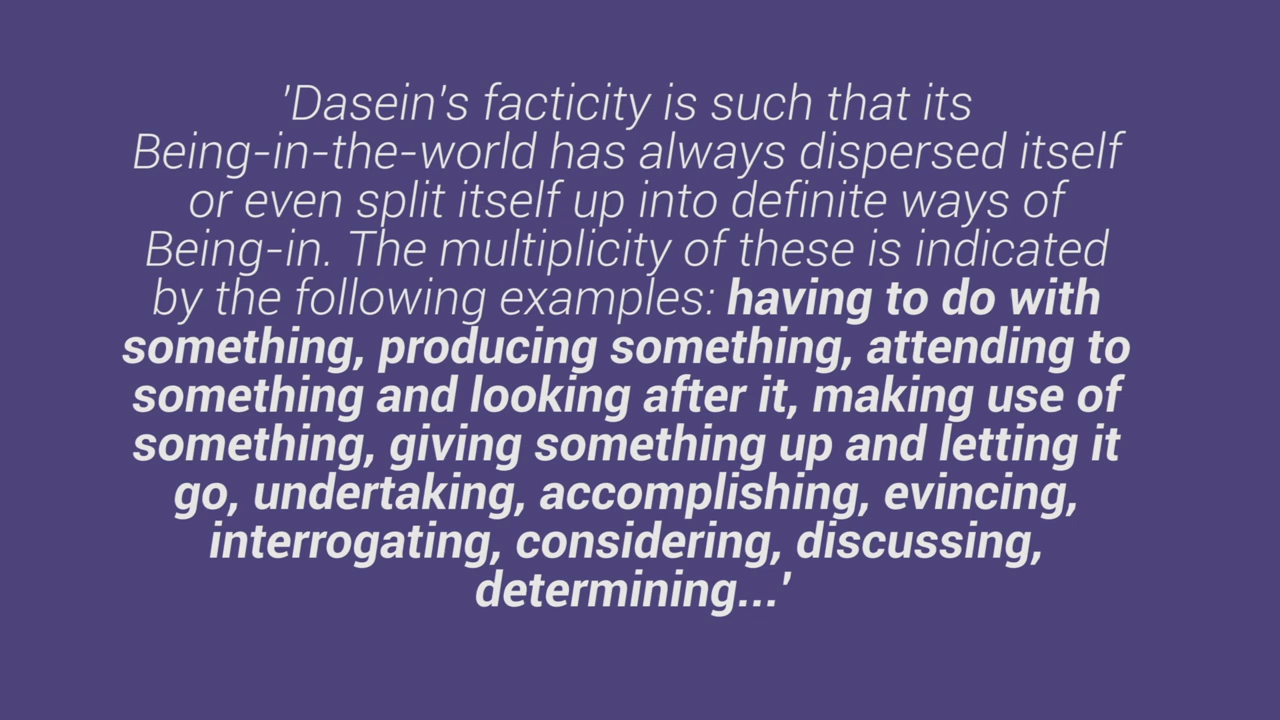 'Dasein's facticity is such that its
Being-in-the-world has always dispersed itself
or even split itself up into definite ways of
Being-in. The multiplicity of these is indicated
by the following examples: having to do with
something, producing something, attending to
something and looking after it, making use of
something, giving something up and letting it
go, undertaking, accomplishing, evincing,
interrogating, considering, discussing,
determining...'